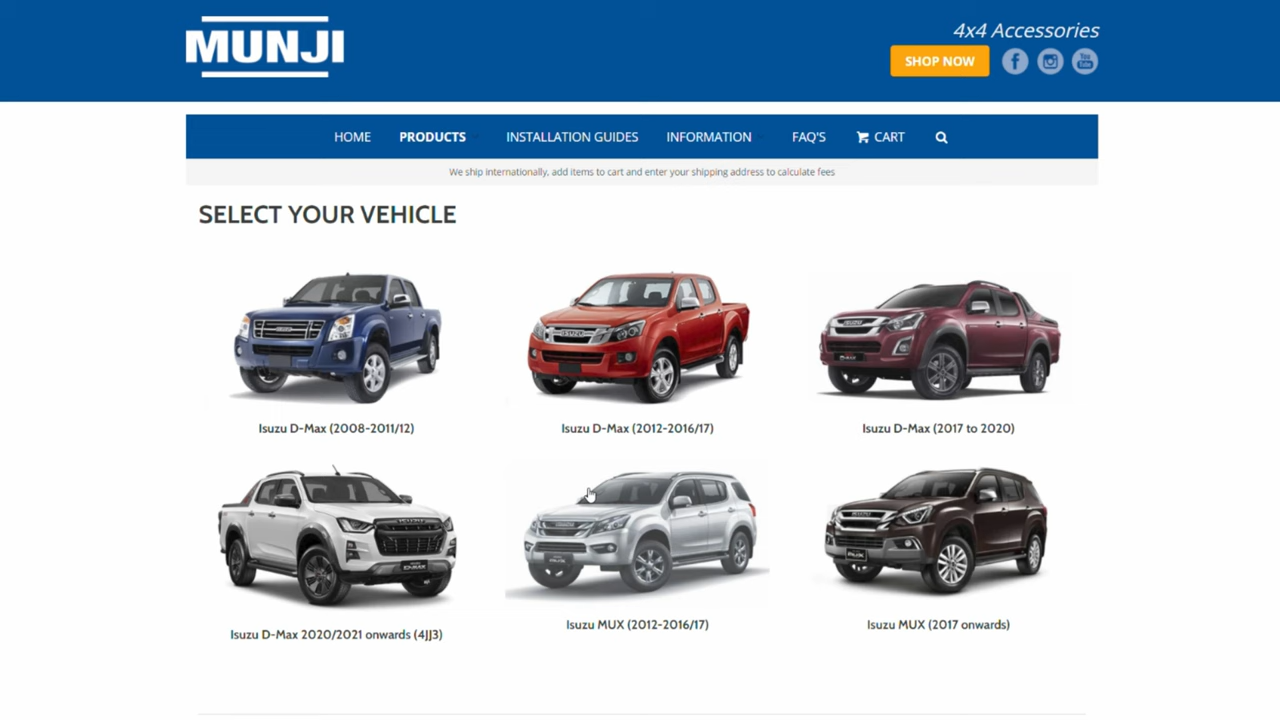 MUNJI
4x4 Accessories
SHOP NOW
You Tube
HOME PRODUCTS INSTALLATION GUIDES INFORMATION FAQ'S CART
We ship internationally, add items to cart and enter your shipping address to calculate fees
SELECT YOUR VEHICLE
Isuzu D-Max (2008-2011/12)
Isuzu D-Max (2012-2016/17)
Isuzu D-Max (2017 to 2020)
Isuzu D-Max 2020/2021 onwards (4JJ3)
Isuzu MUX (2012-2016/17)
Isuzu MUX (2017 onwards)